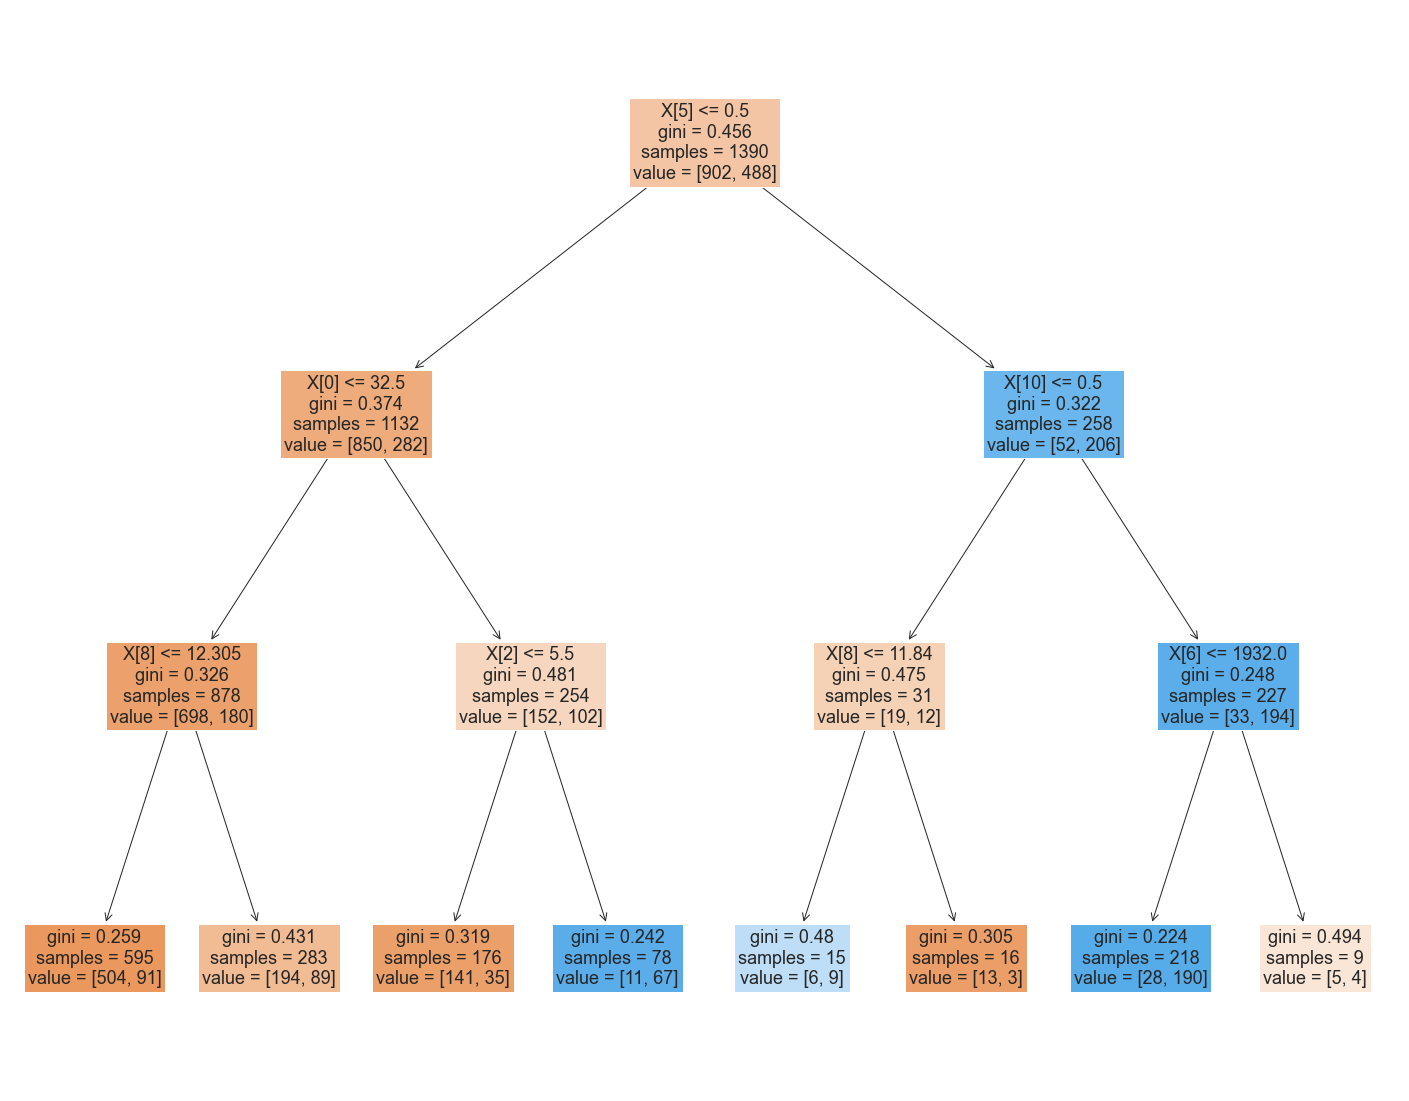 X[5] <= 0.5
gini = 0.456
samples = 1390
value = [902, 488]
X[0] <= 32.5
gini = 0.374
samples = 1132
value = [850, 282]
X[10] <= 0.5
gini = 0.322
samples = 258
value = [52, 206]
X[8] <= 12.305
gini = 0.326
samples = 878
value = [698, 180]
X[2] <= 5.5
gini = 0.481
samples = 254
value = [152, 102]
X[8] <= 11.84
gini = 0.475
samples = 31
value = [19, 12]
X[6] <= 1932.0
gini = 0.248
samples = 227
value = [33, 194]
gini = 0.259
samples = 595
value = [504, 91]
gini = 0.431
samples = 283
value = [194, 89]
gini = 0.319
samples = 176
value = [141, 35]
gini = 0.242
samples = 78
value = [11, 67]
gini = 0.48
samples = 15
value = [6, 9]
gini = 0.305
samples = 16
value = [13, 3]
gini = 0.224
samples = 218
value = [28, 190]
gini = 0.494
samples = 9
value = [5, 4]